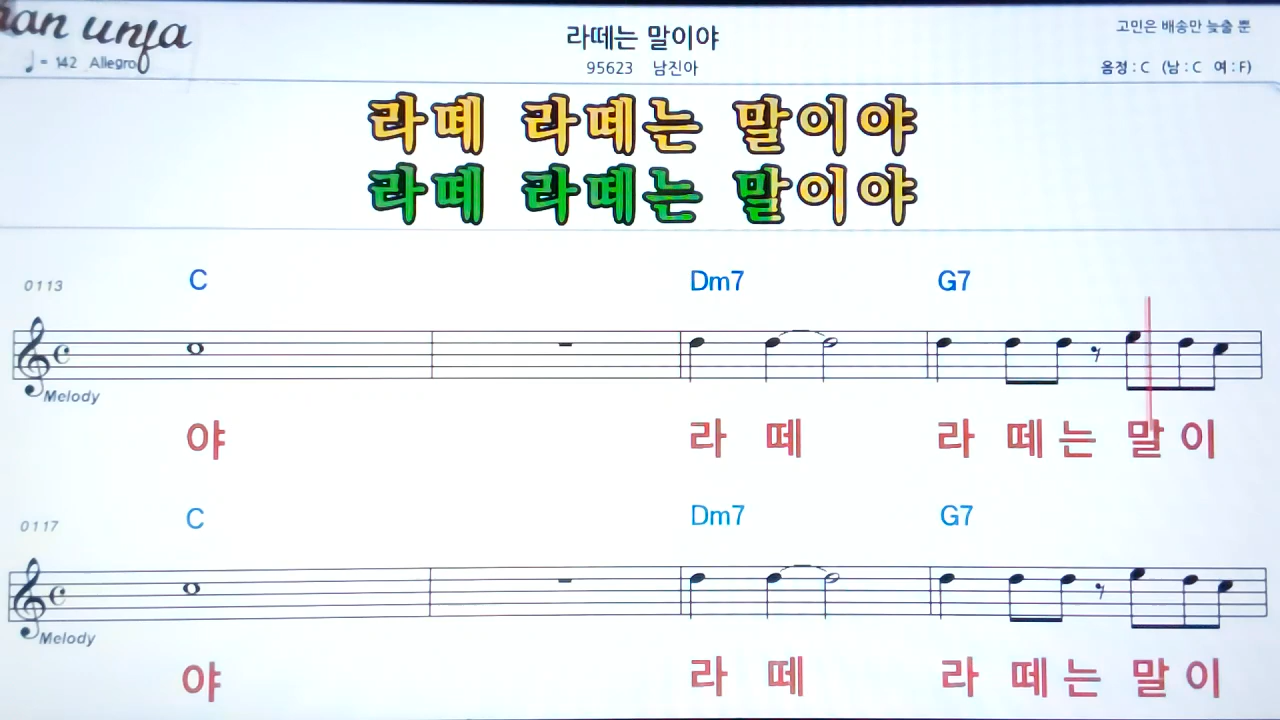 라떼는 말이야
고민은 배송만 늦출 뿐
♩ = 142 Allegro
95623 남진아
음정 : C (남 : C 여 : F)
라떼 라떼는 말이야
라떼 라떼는 말이야
0113 C Dm7 G7
Melody
야 라 떼 라 떼 는 말 이
0117 C Dm7 G7
Melody
야 라 떼 라 떼 는 말 이